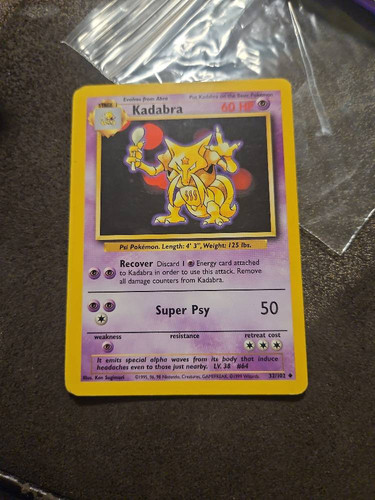 Evolves from Abra Put Kadabra on the Basic Pokémon
Kadabra 60 HP
Psi Pokémon. Length: 4' 3", Weight: 125 lbs.
Recover Discard 1 Energy card attached
to Kadabra in order to use this attack. Remove
all damage counters from Kadabra.
Super Psy 50
weakness resistance retreat cost
It emits special alpha waves from its body that induce
headaches even to those just nearby. LV. 38 #64
Illus. Ken Sugimori ©1995, 96, 98 Nintendo, Creatures, GAMEFREAK. ©1999 Wizards. 32/102